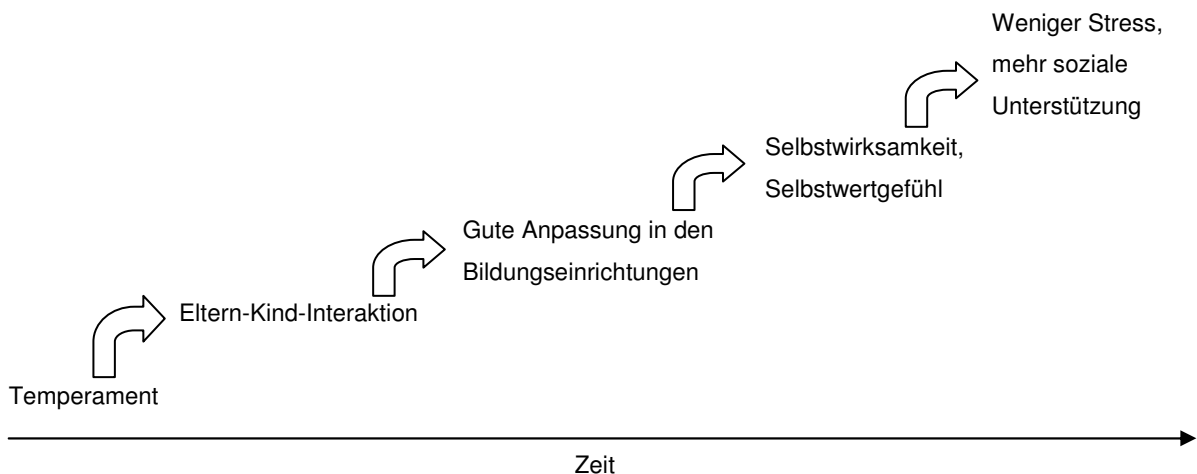 Weniger Stress,
mehr soziale
Unterstützung
Selbstwirksamkeit,
Selbstwertgefühl
Gute Anpassung in den
Bildungseinrichtungen
Eltern-Kind-Interaktion
Temperament
Zeit